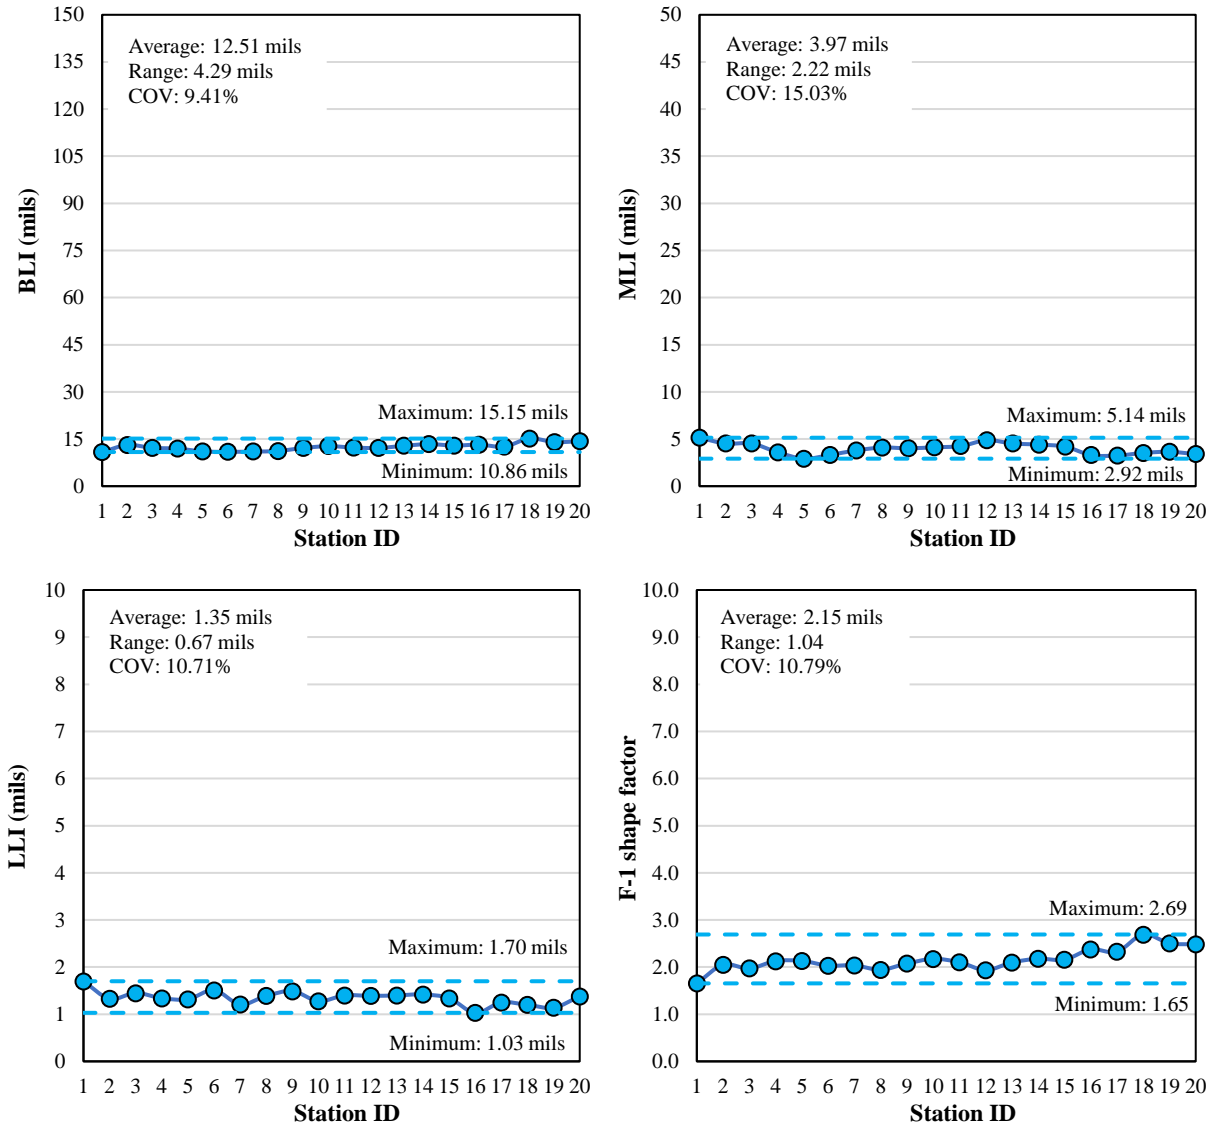 150
135
120
105
90
75
60
45
30
15
0
BLI (mils)
Average: 12.51 mils
Range: 4.29 mils
COV: 9.41%
Maximum: 15.15 mils
Minimum: 10.86 mils
1 2 3 4 5 6 7 8 9 10 11 12 13 14 15 16 17 18 19 20
Station ID
50
45
40
35
30
25
20
15
10
5
0
MLI (mils)
Average: 3.97 mils
Range: 2.22 mils
COV: 15.03%
Maximum: 5.14 mils
Minimum: 2.92 mils
1 2 3 4 5 6 7 8 9 10 11 12 13 14 15 16 17 18 19 20
Station ID
10
9
8
7
6
5
4
3
2
1
0
LLI (mils)
Average: 1.35 mils
Range: 0.67 mils
COV: 10.71%
Maximum: 1.70 mils
Minimum: 1.03 mils
1 2 3 4 5 6 7 8 9 10 11 12 13 14 15 16 17 18 19 20
Station ID
10.0
9.0
8.0
7.0
6.0
5.0
4.0
3.0
2.0
1.0
0.0
F-1 shape factor
Average: 2.15 mils
Range: 1.04
COV: 10.79%
Maximum: 2.69
Minimum: 1.65
1 2 3 4 5 6 7 8 9 10 11 12 13 14 15 16 17 18 19 20
Station ID